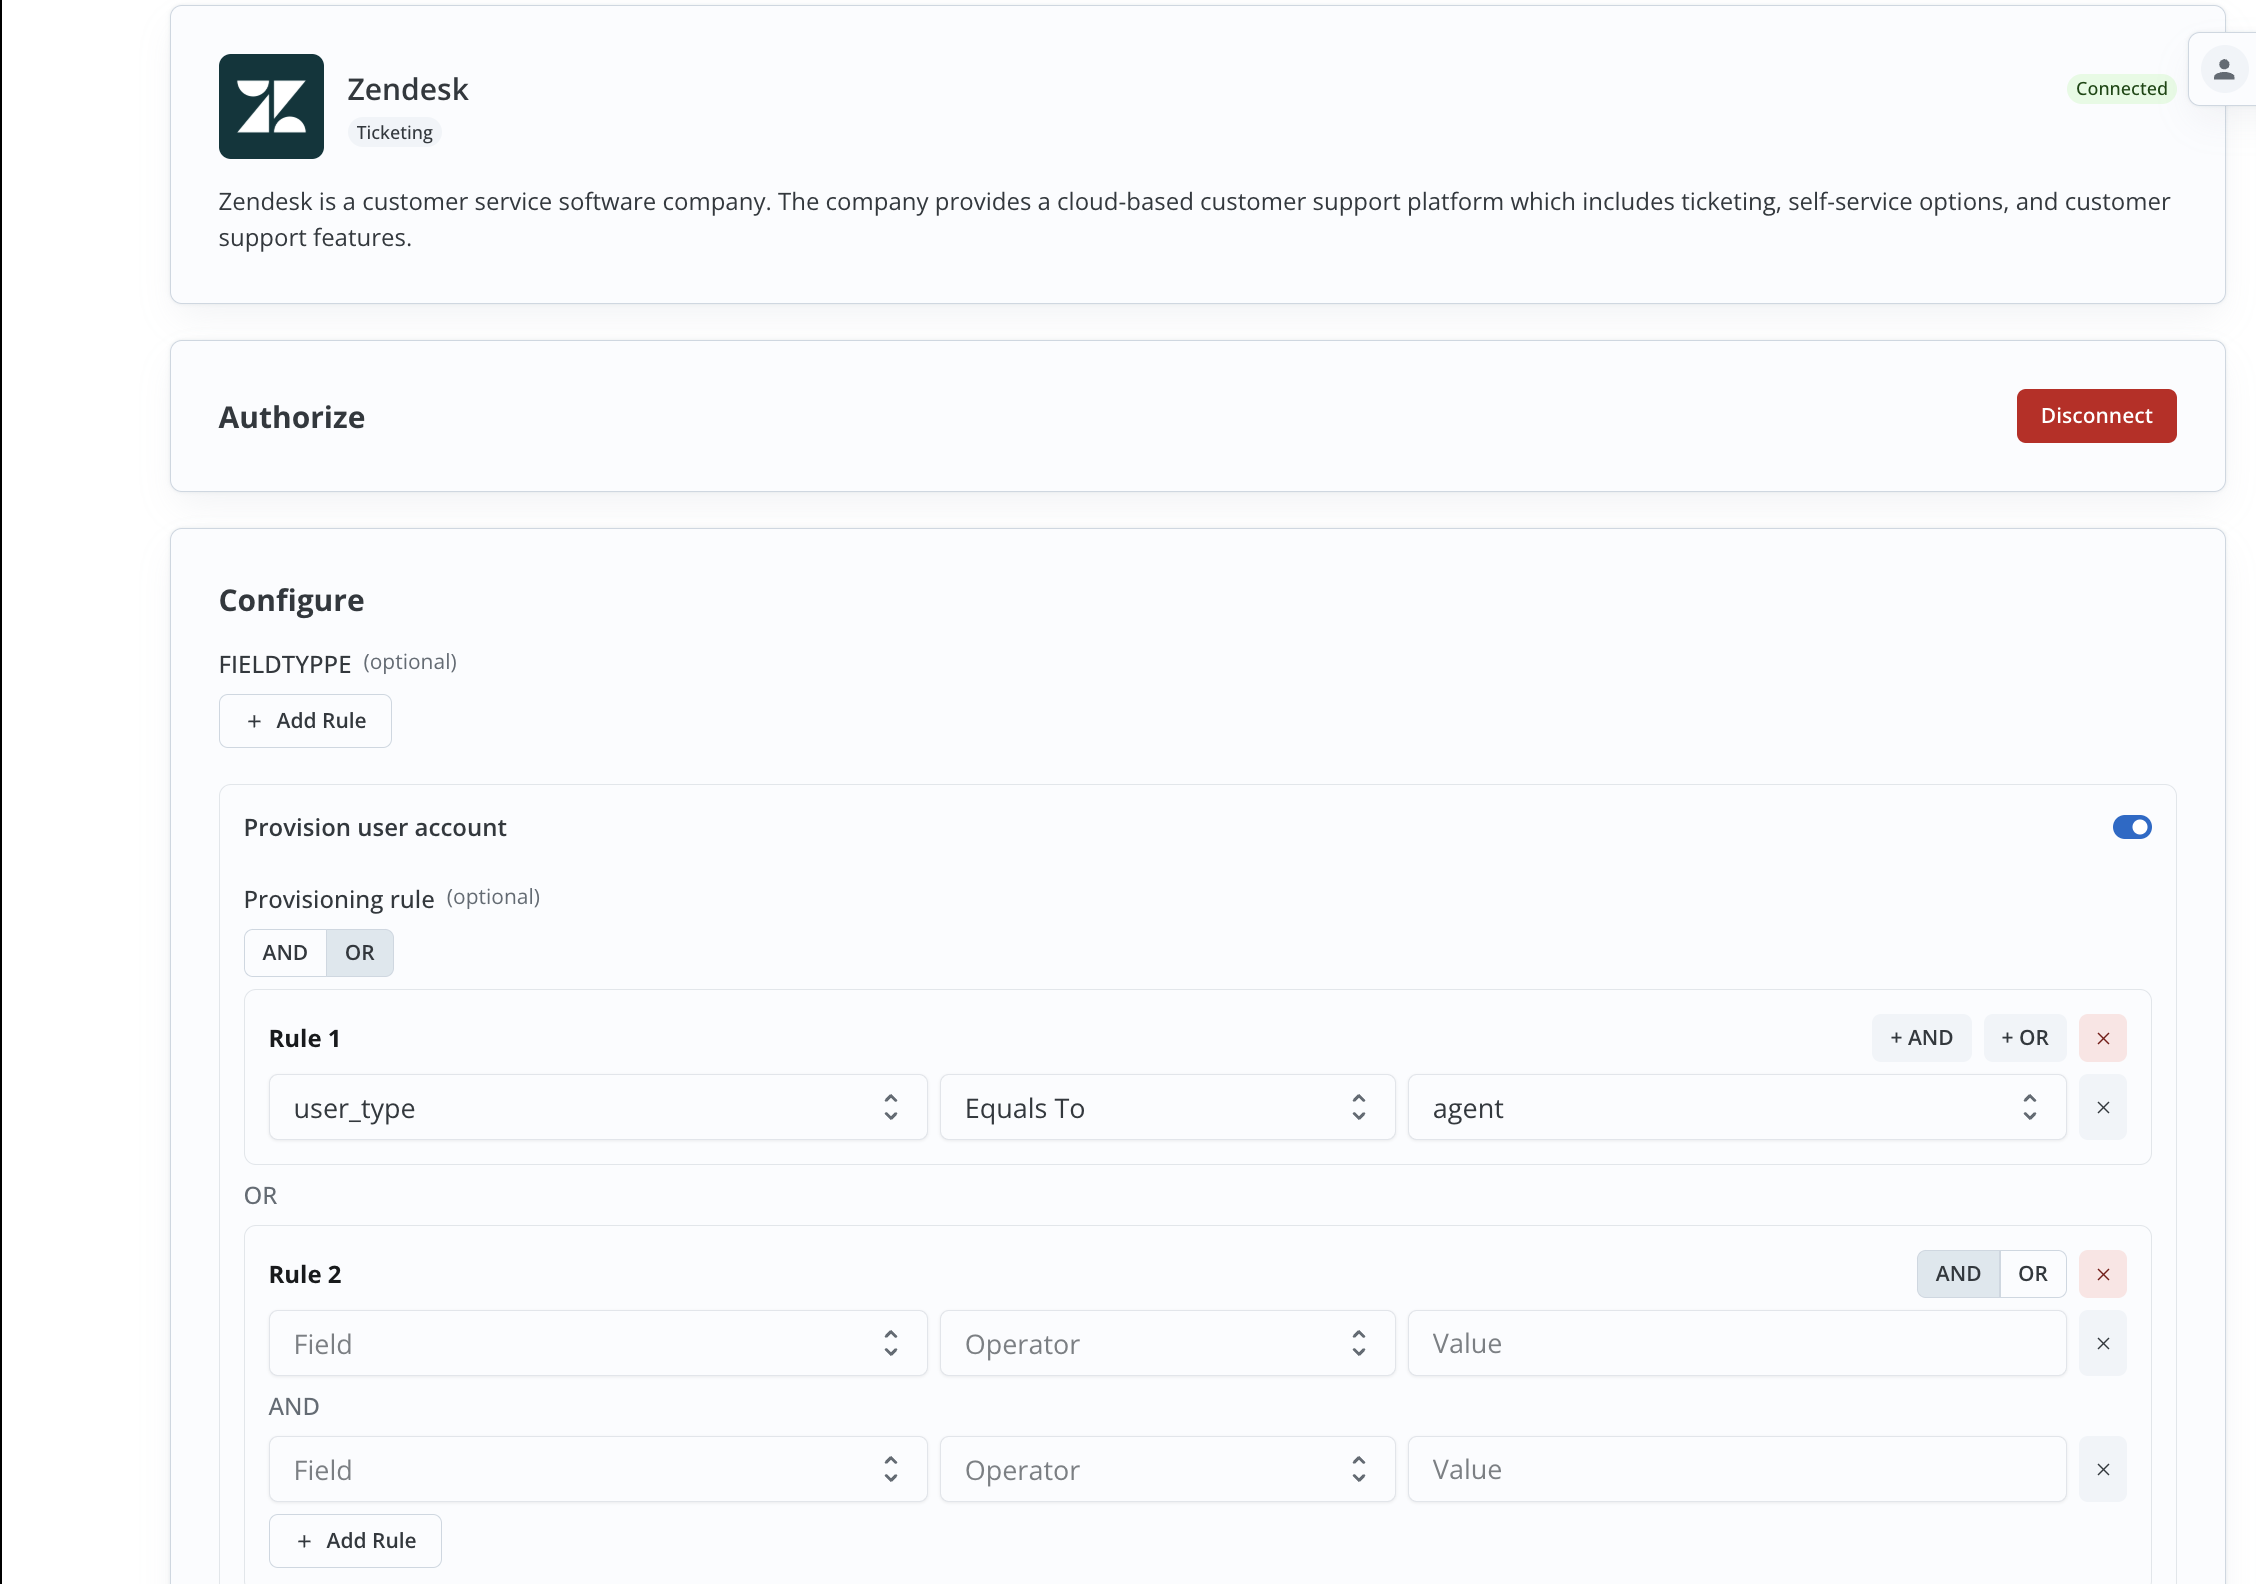 Zendesk
Connected
Ticketing
Zendesk is a customer service software company. The company provides a cloud-based customer support platform which includes ticketing, self-service options, and customer
support features.
Authorize
Disconnect
Configure
FIELDTYPPE (optional)
+ Add Rule
Provision user account
Provisioning rule (optional)
AND OR
Rule 1
+ AND + OR
user_type Equals To agent
OR
Rule 2
AND OR
Field Operator Value
AND
Field Operator Value
+ Add Rule